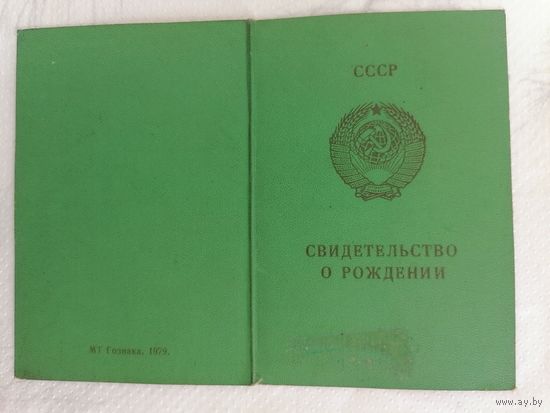 СССР
СВИДЕТЕЛЬСТВО
О РОЖДЕНИИ
МТ Гознака. 1979.
www.ay.by